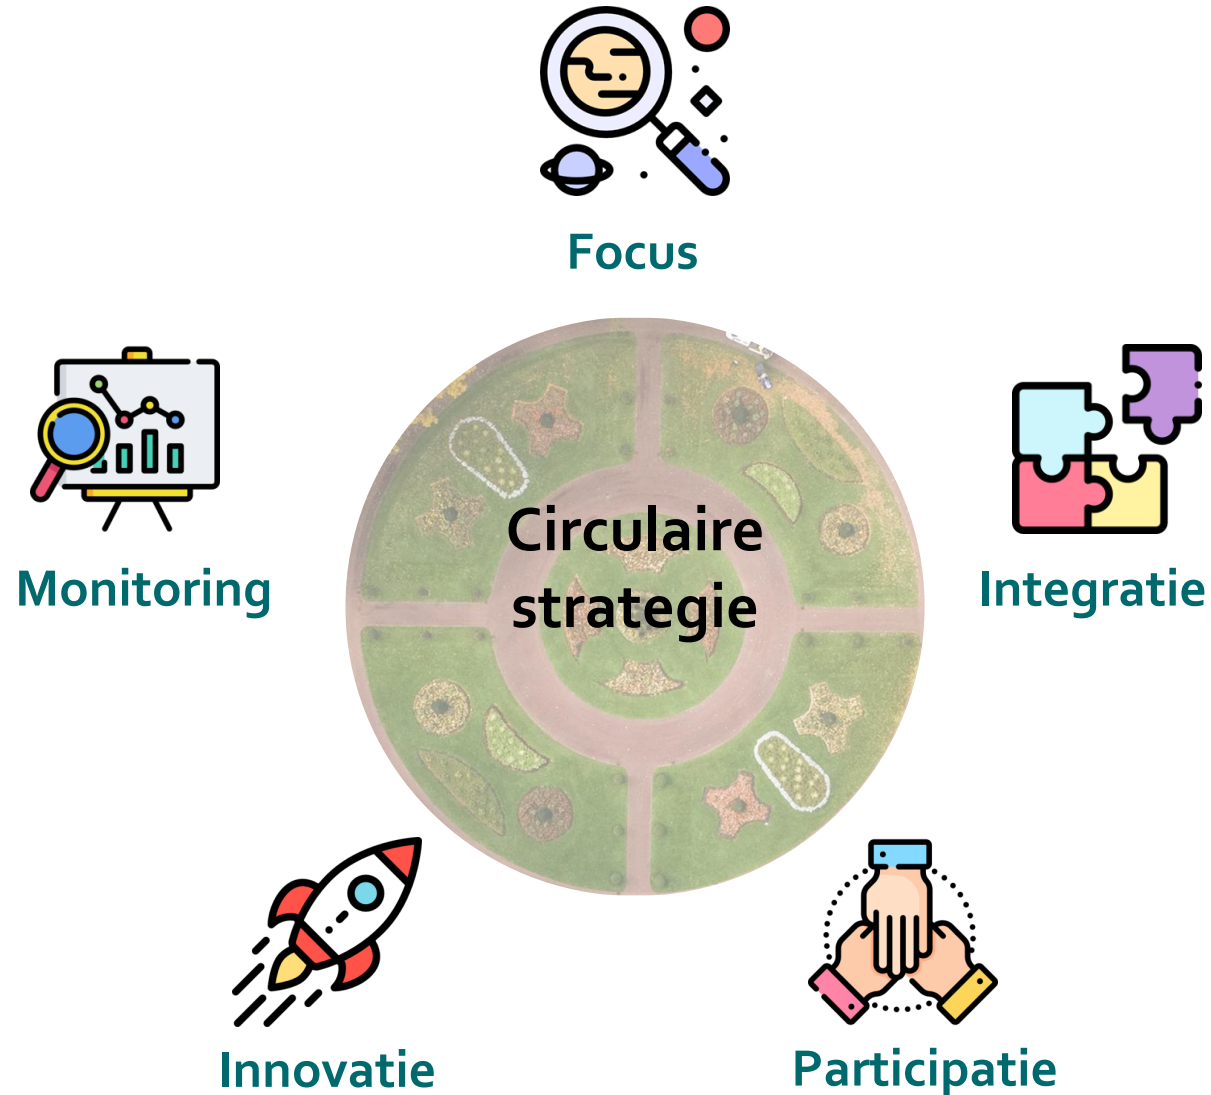 Focus
Monitoring
Circulaire
strategie
Integratie
Innovatie
Participatie